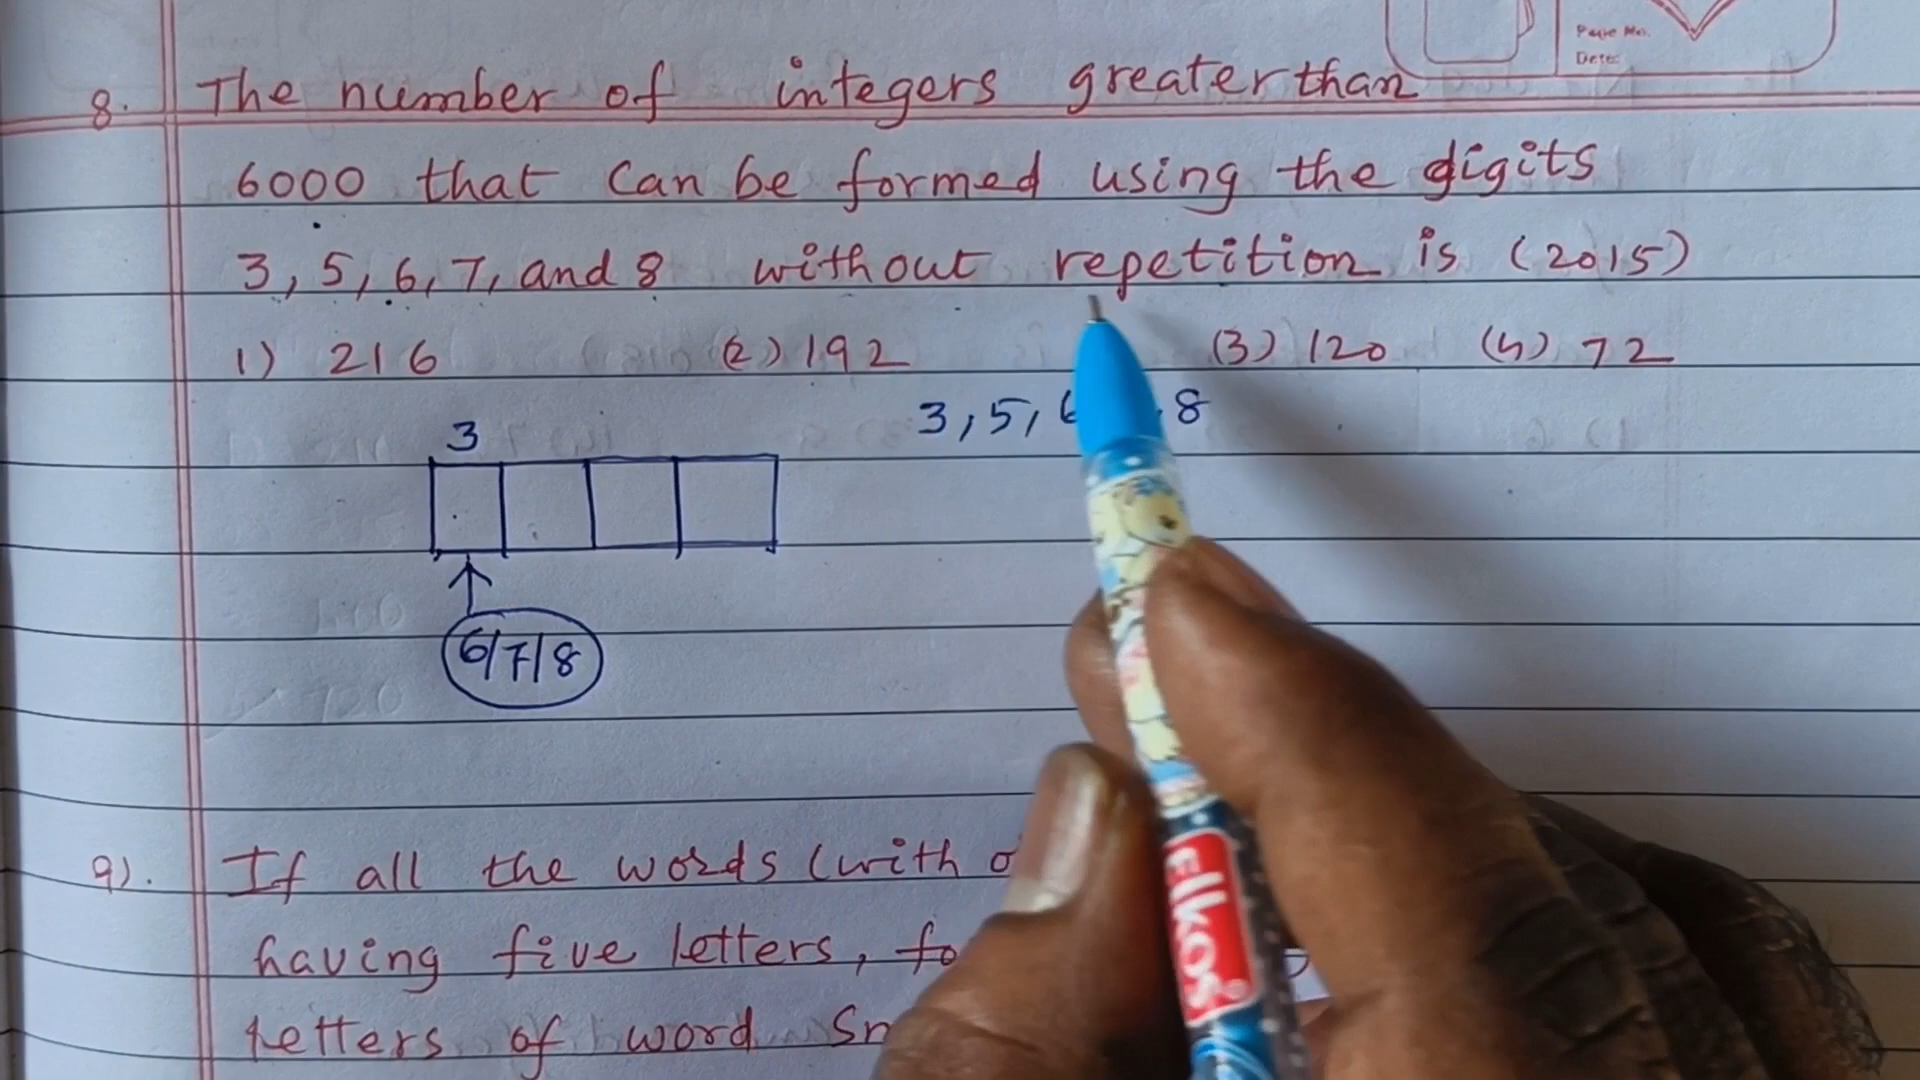 Page No.
Date:
8. The number of integers greater than
6000 that can be formed using the digits
3, 5, 6, 7, and 8 without repetition is (2015)
1) 216 (2) 192 (3) 120 (4) 72
3, 5, 8
3
6/7/8
9). If all the words (with
having five letters,
letters of word
Elkos